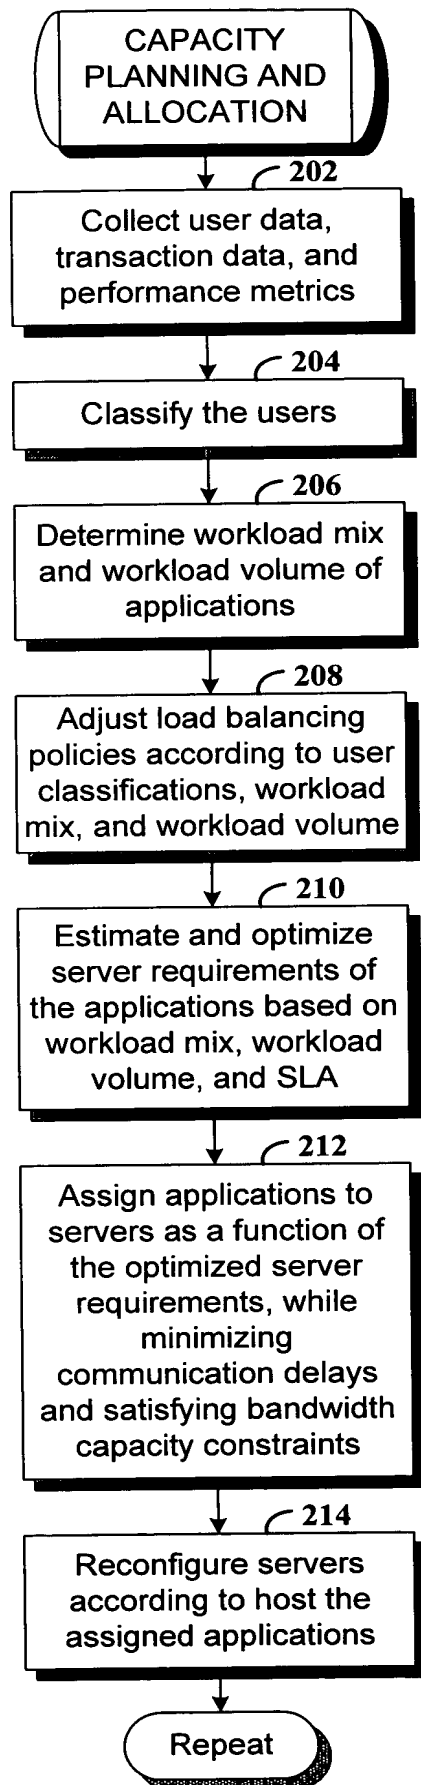 CAPACITY
PLANNING AND
ALLOCATION
202
Collect user data,
transaction data, and
performance metrics
204
Classify the users
206
Determine workload mix
and workload volume of
applications
208
Adjust load balancing
policies according to user
classifications, workload
mix, and workload volume
210
Estimate and optimize
server requirements of
the applications based on
workload mix, workload
volume, and SLA
212
Assign applications to
servers as a function of
the optimized server
requirements, while
minimizing
communication delays
and satisfying bandwidth
capacity constraints
214
Reconfigure servers
according to host the
assigned applications
Repeat